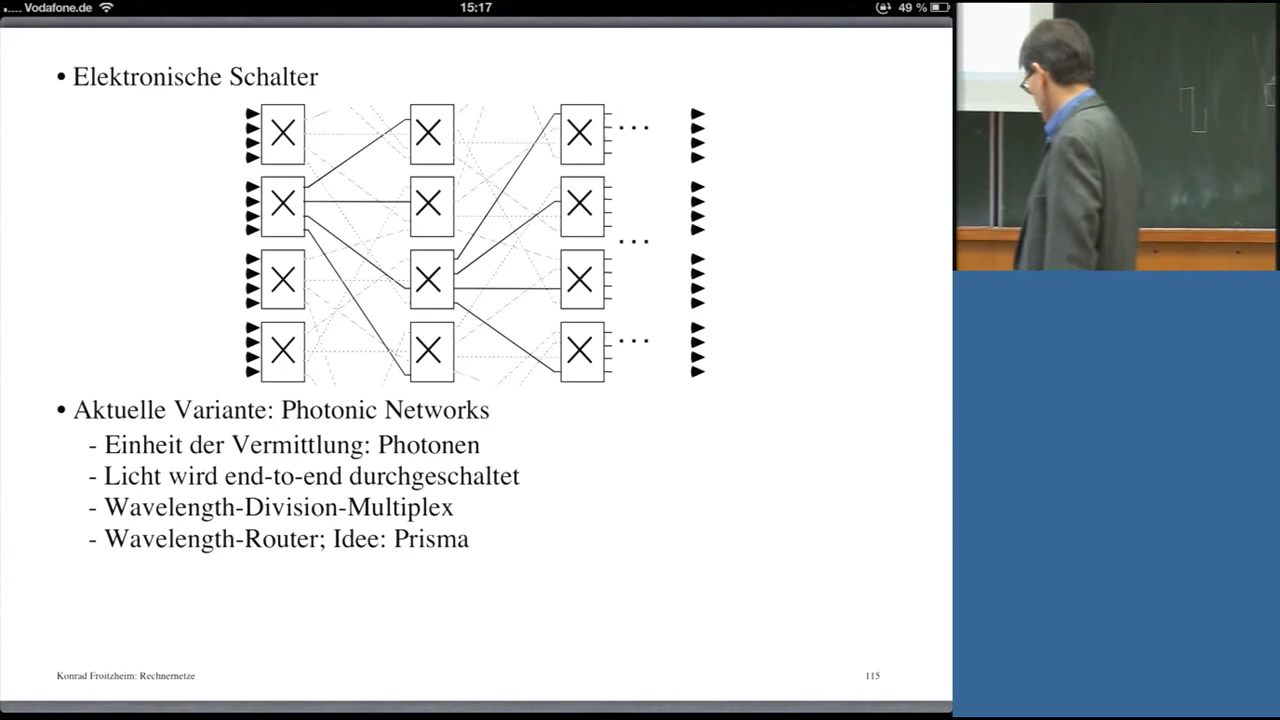 Vodafone.de
15:17
49 %
• Elektronische Schalter
• Aktuelle Variante: Photonic Networks
- Einheit der Vermittlung: Photonen
- Licht wird end-to-end durchgeschaltet
- Wavelength-Division-Multiplex
- Wavelength-Router; Idee: Prisma
Konrad Froitzheim: Rechnernetze
115